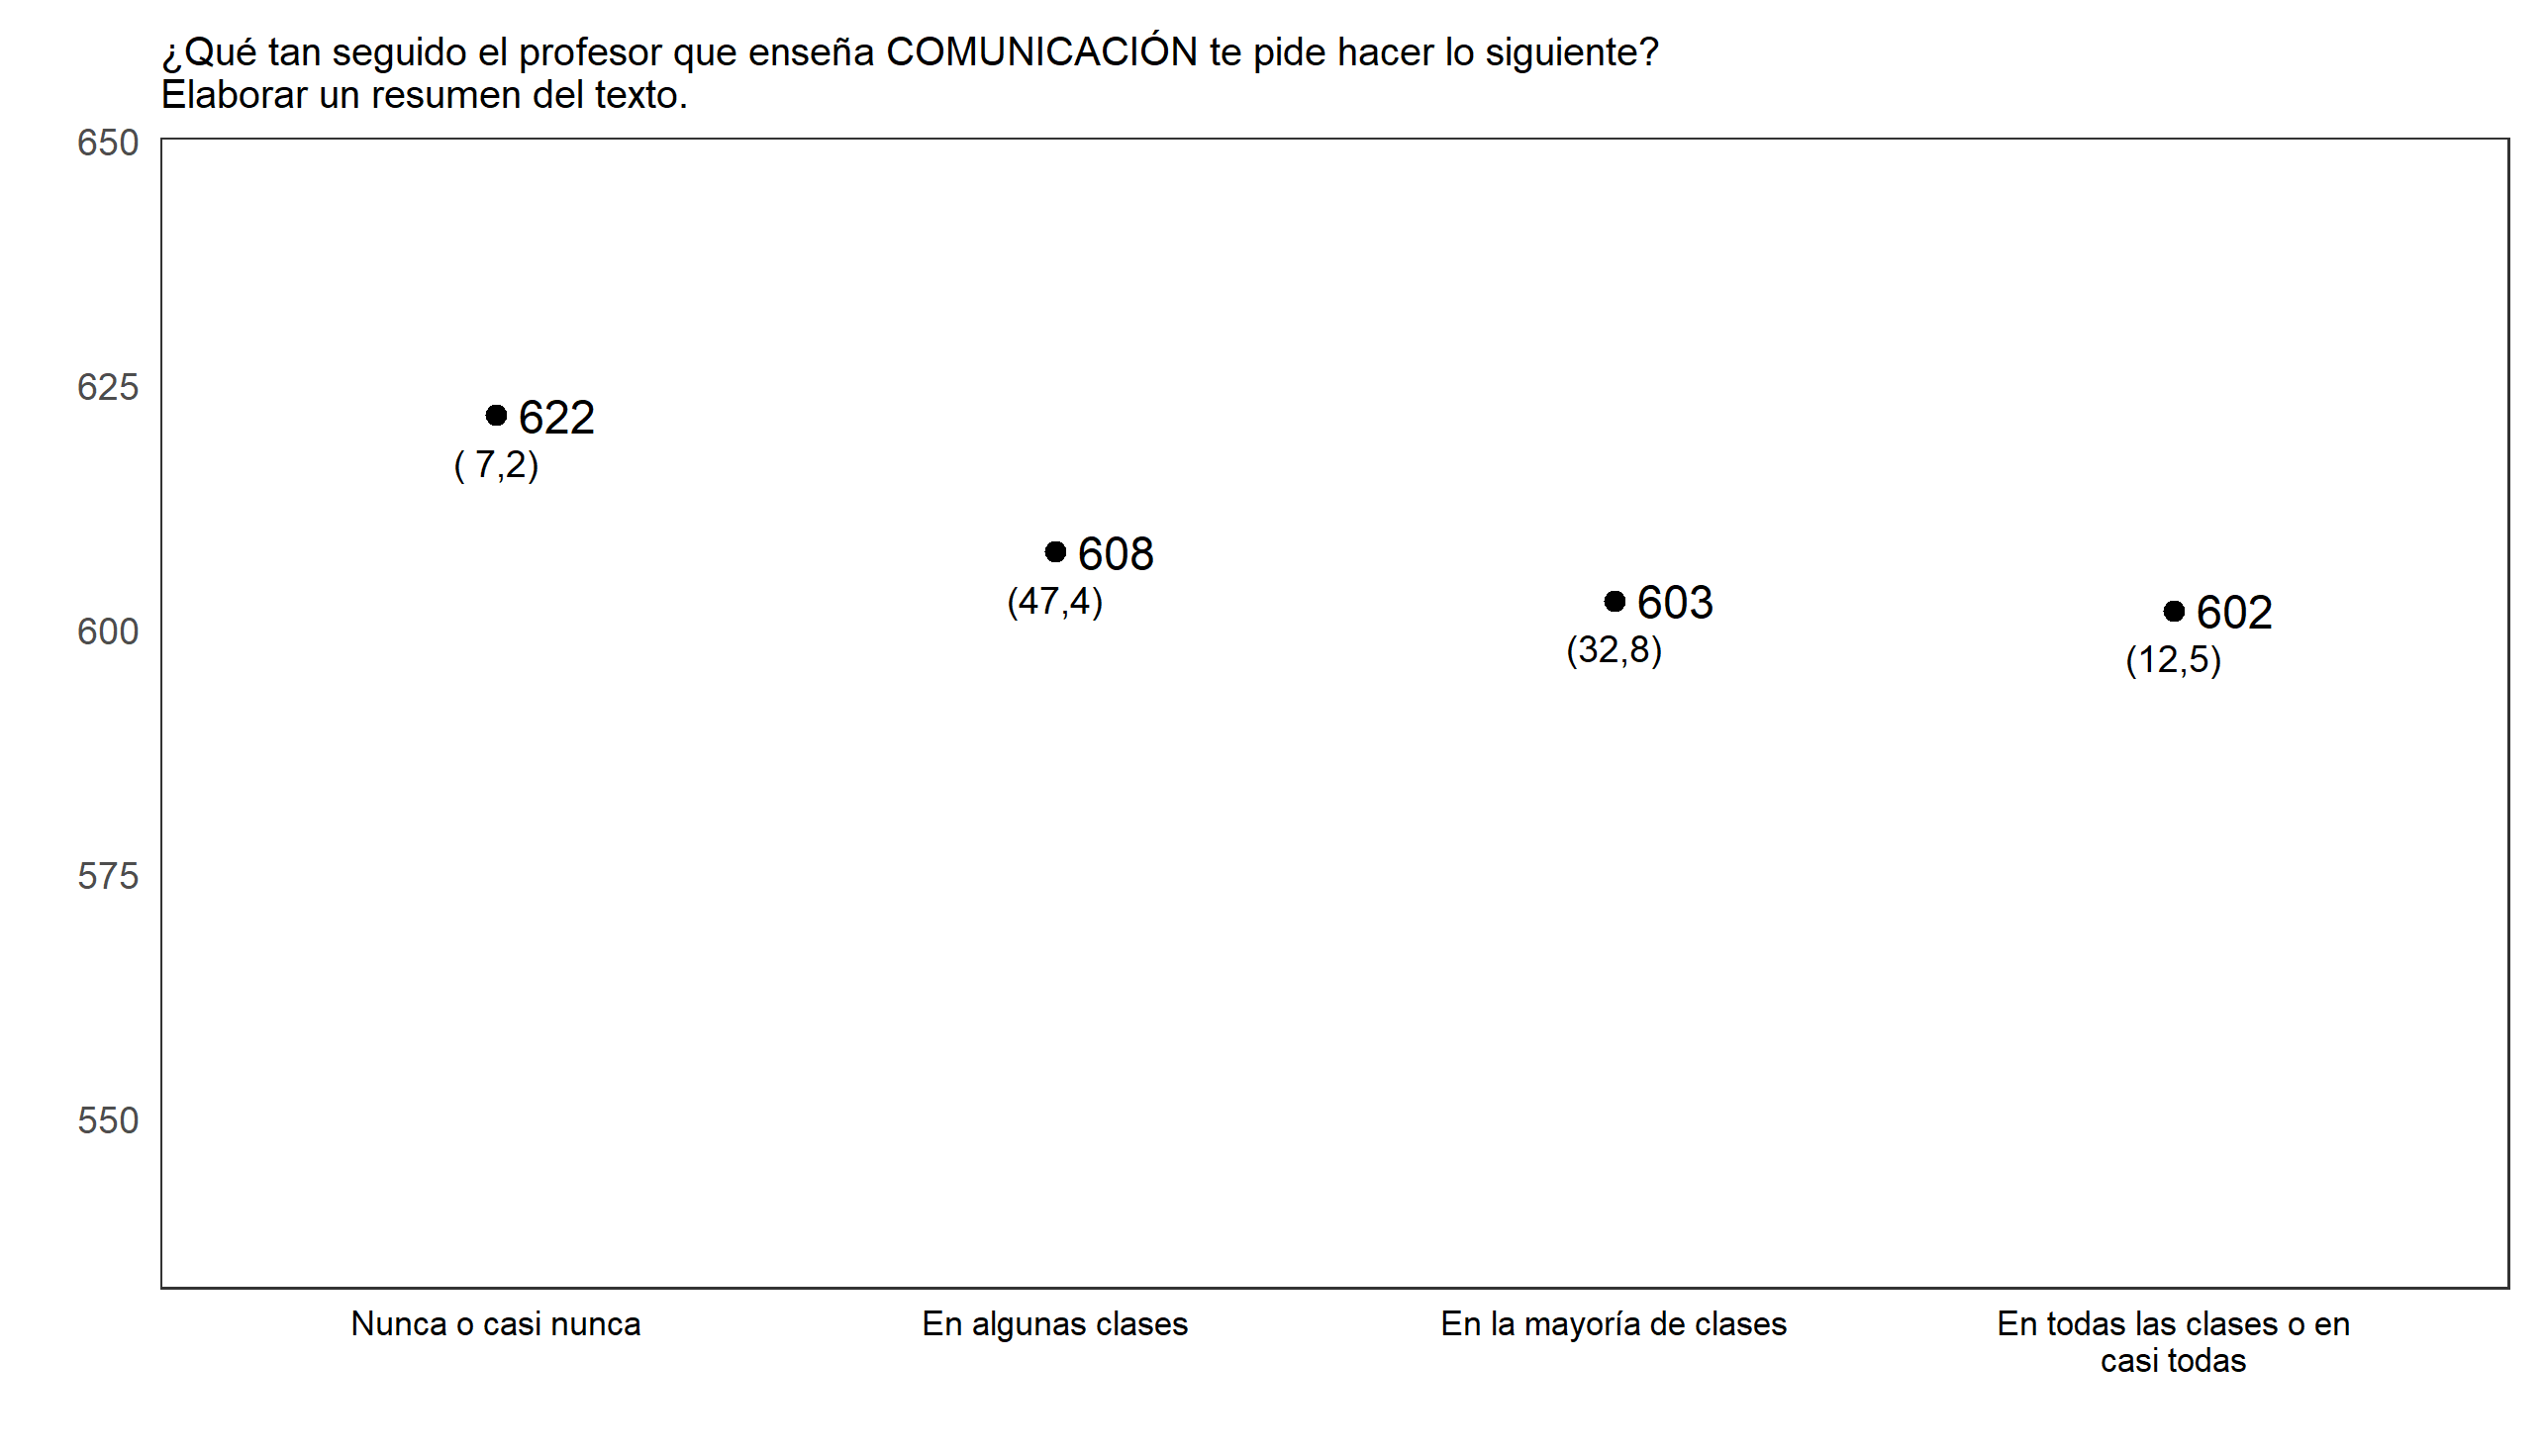 ¿Qué tan seguido el profesor que enseña COMUNICACIÓN te pide hacer lo siguiente?
Elaborar un resumen del texto.
650
625
600
575
550
622
( 7,2)
608
(47,4)
603
(32,8)
602
(12,5)
Nunca o casi nunca
En algunas clases
En la mayoría de clases
En todas las clases o en
casi todas